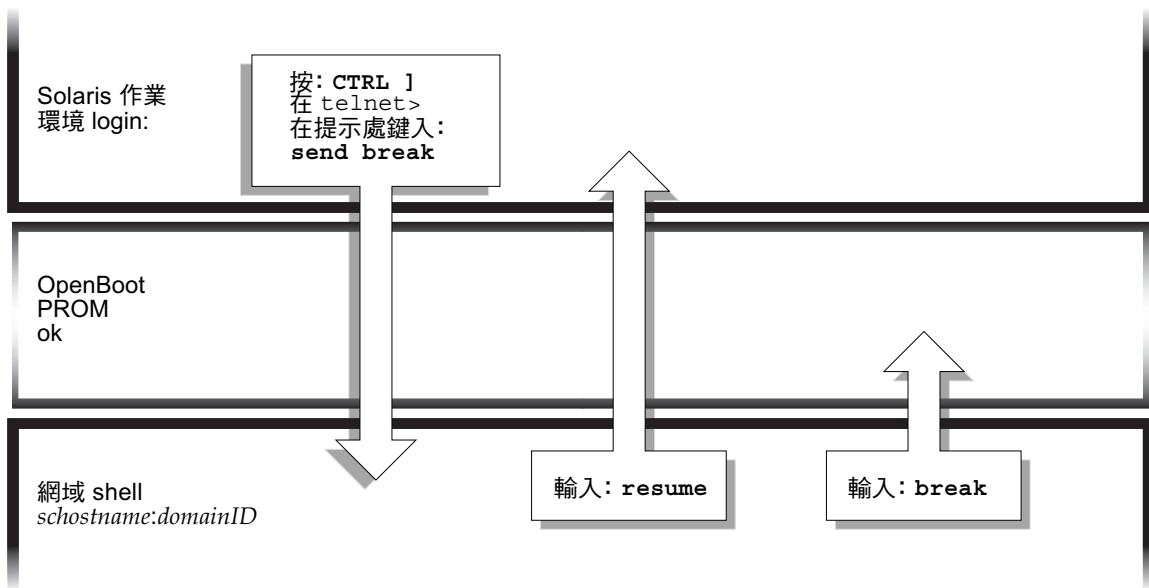 Solaris 作業
環境 login:
按: CTRL ]
在 telnet>
在提示處鍵入:
send break
OpenBoot
PROM
ok
網域 shell
schostname:domainID
輸入: resume
輸入: break